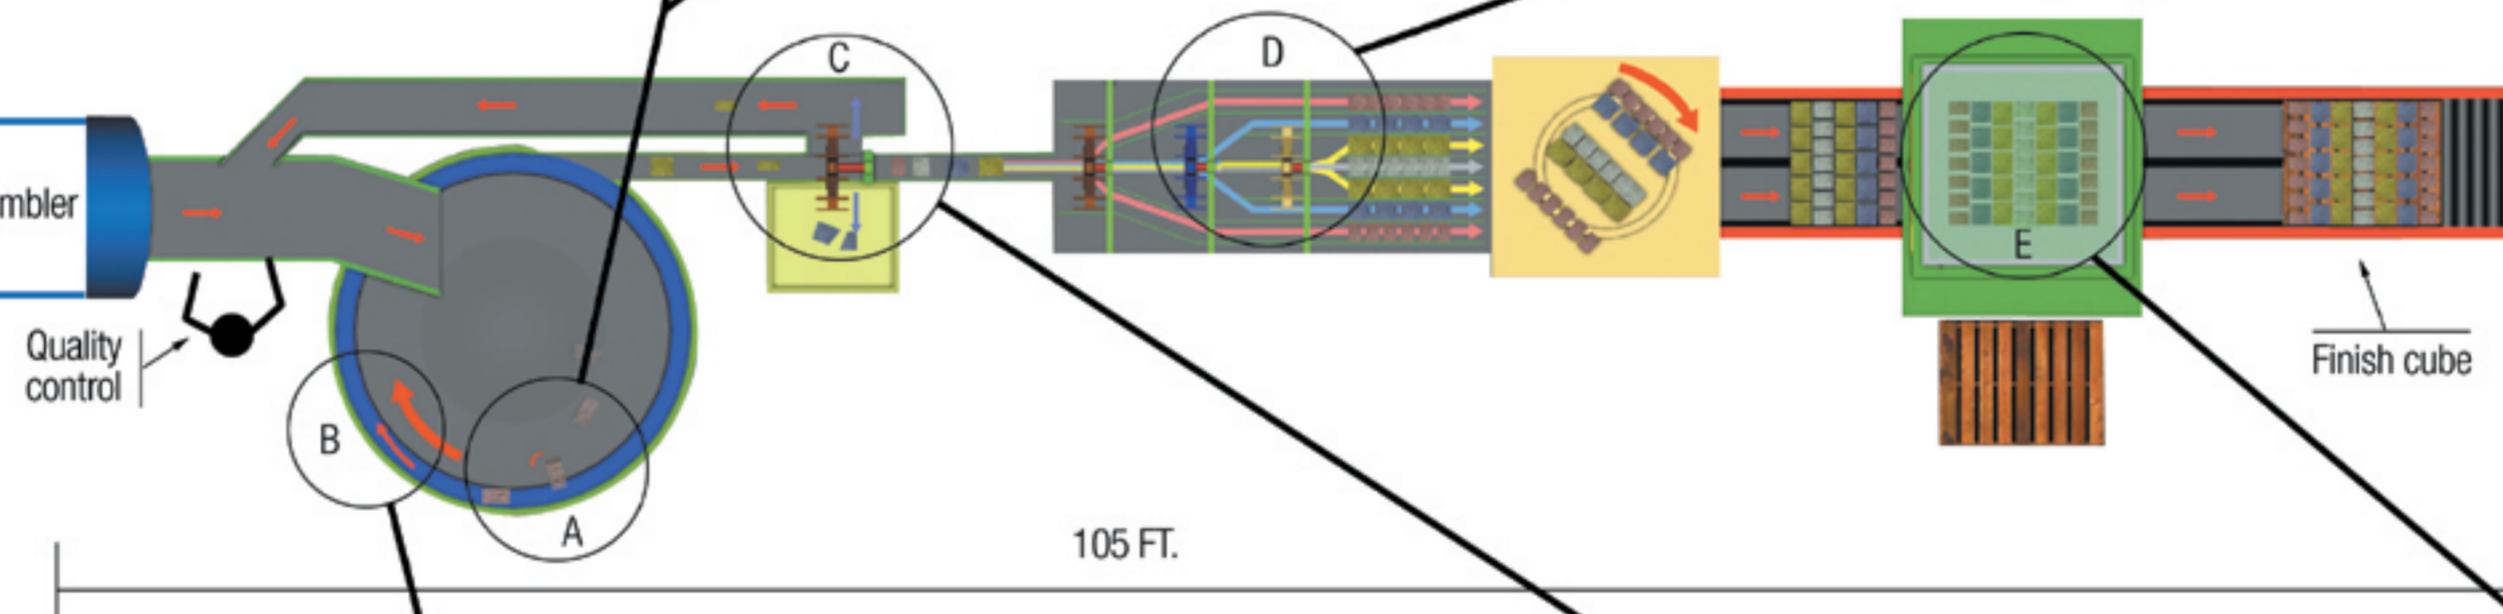 mbler
Quality
control
A
B
C
D
E
Finish cube
105 FT.